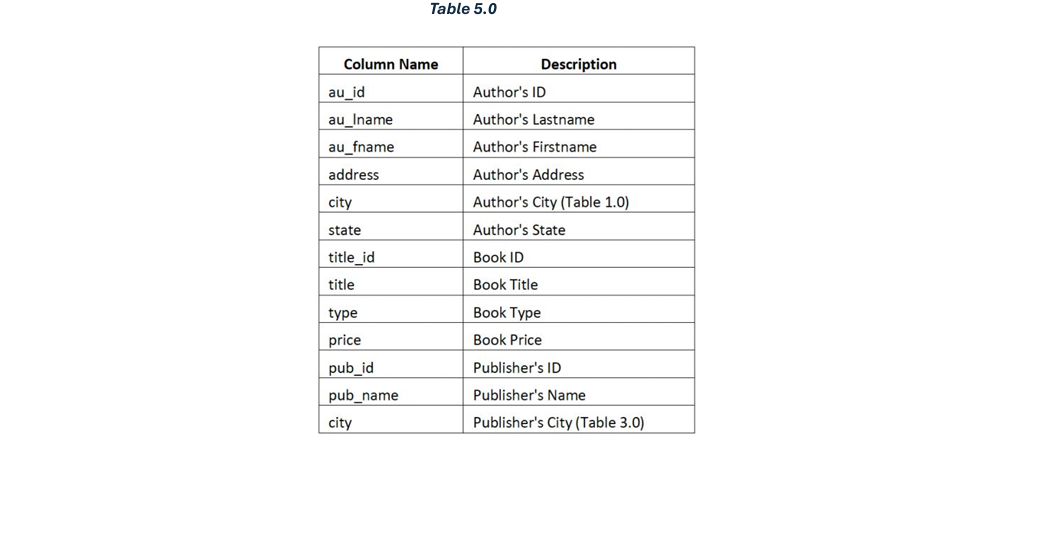 Table 5.0
Column Name Description
au_id Author's ID
au_lname Author's Lastname
au_fname Author's Firstname
address Author's Address
city Author's City (Table 1.0)
state Author's State
title_id Book ID
title Book Title
type Book Type
price Book Price
pub_id Publisher's ID
pub_name Publisher's Name
city Publisher's City (Table 3.0)